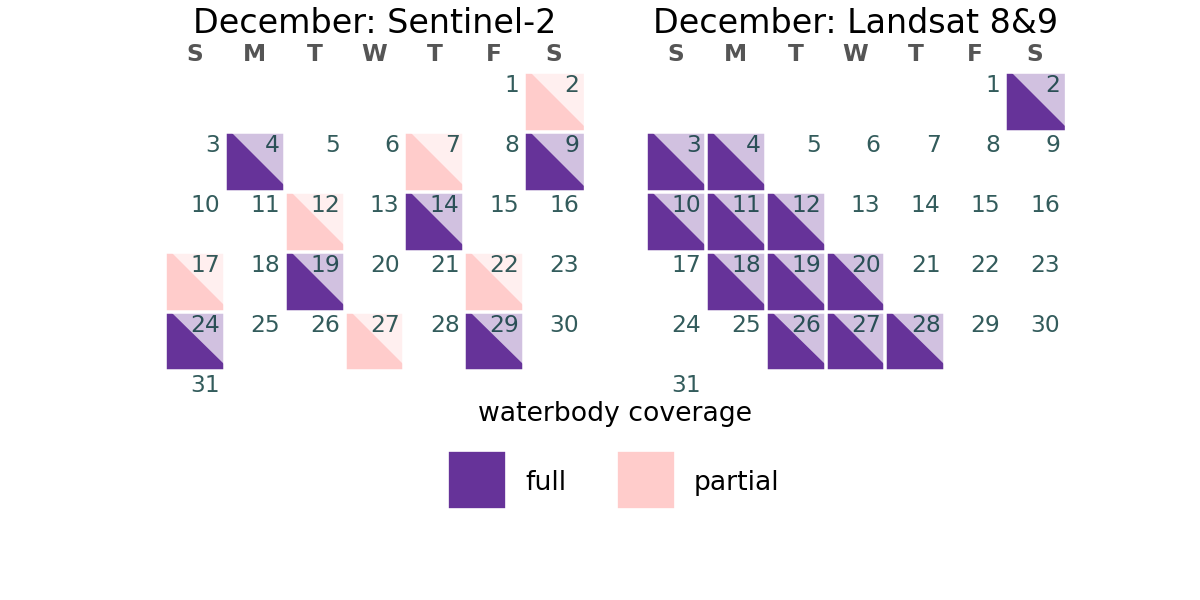 December: Sentinel-2
S M T W T F S
1 2
3 4 5 6 7 8 9
10 11 12 13 14 15 16
17 18 19 20 21 22 23
24 25 26 27 28 29 30
31
December: Landsat 8&9
S M T W T F S
1 2
3 4 5 6 7 8 9
10 11 12 13 14 15 16
17 18 19 20 21 22 23
24 25 26 27 28 29 30
31
waterbody coverage
full partial